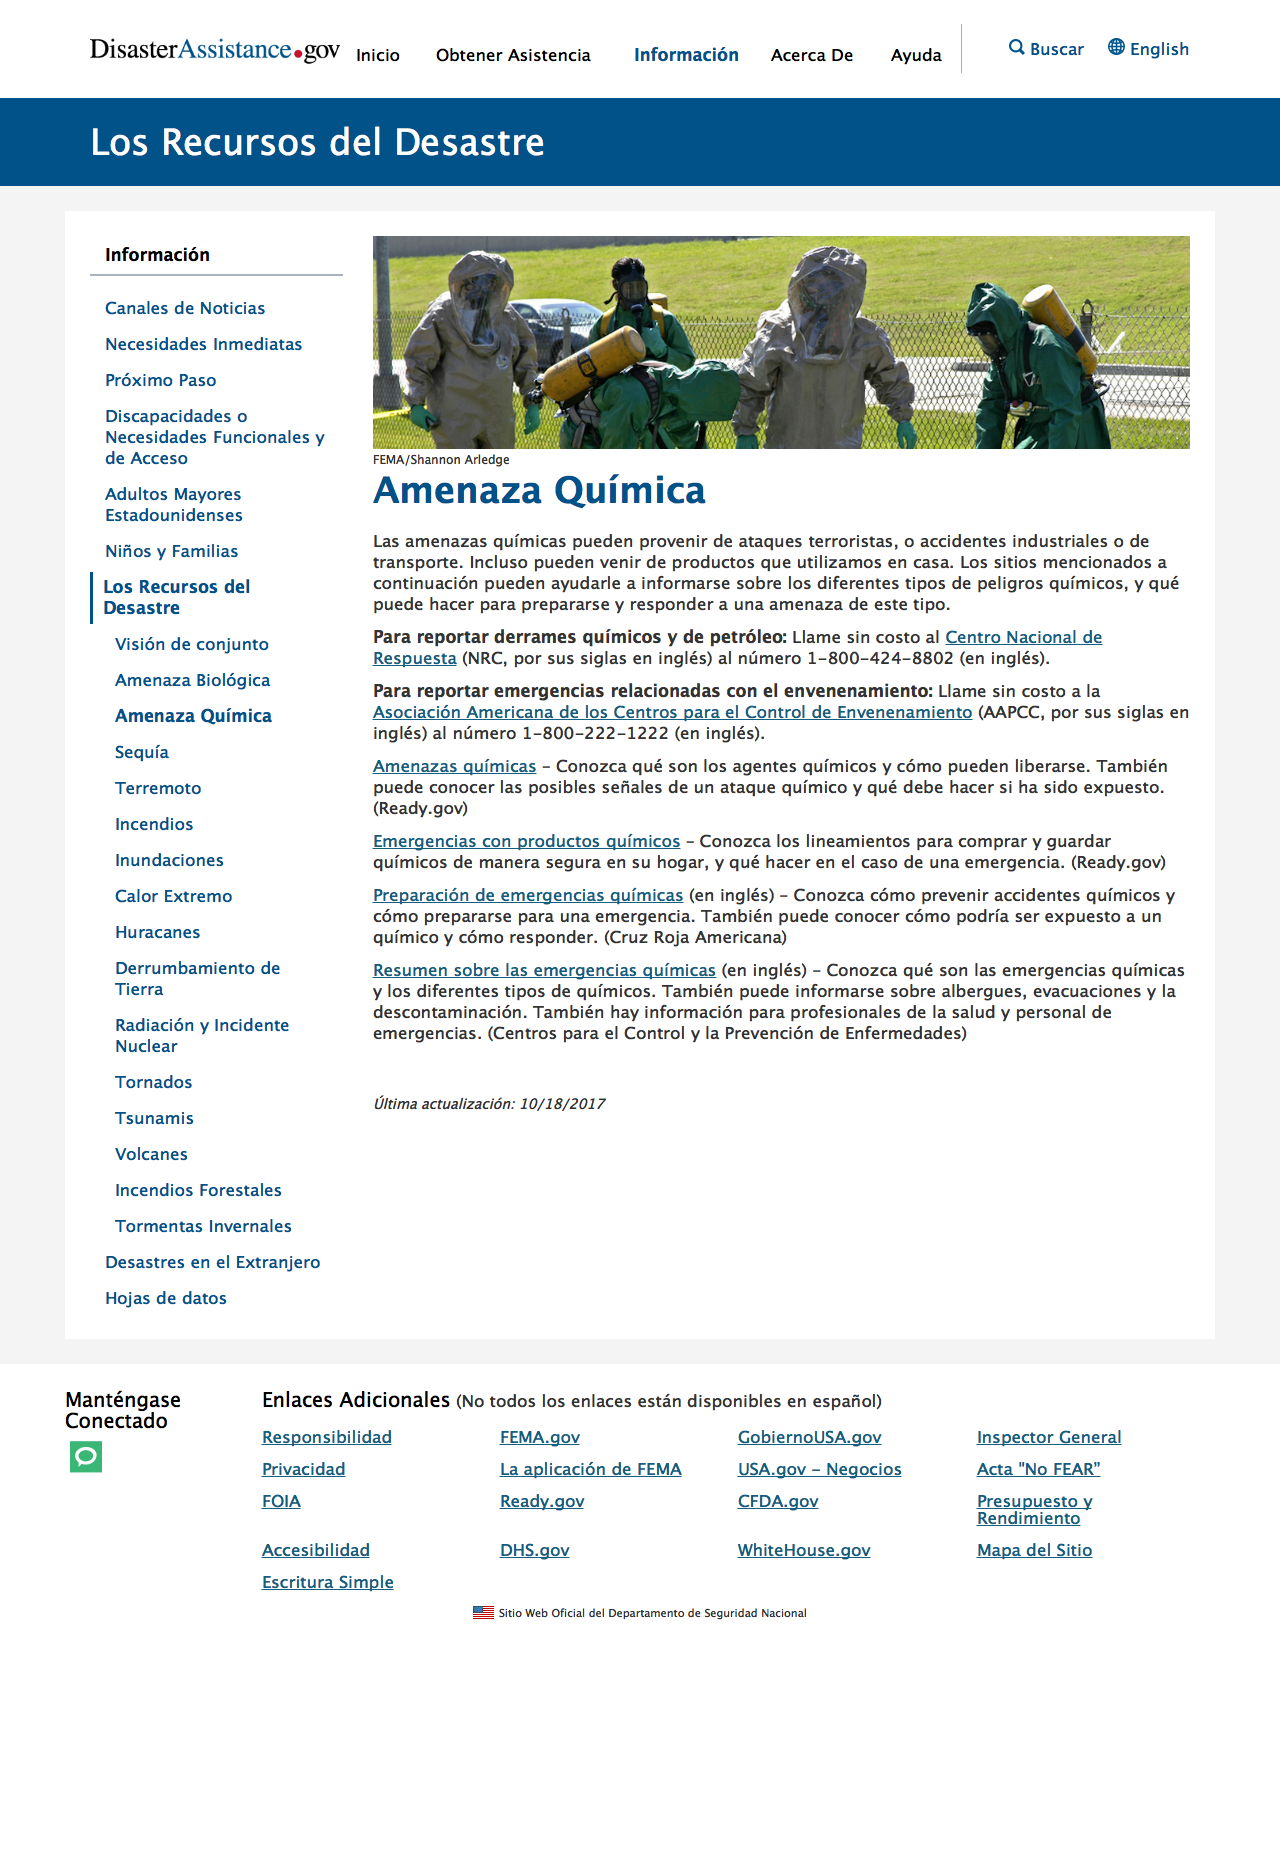 DisasterAssistance.gov
Inicio
Obtener Asistencia
Información
Acerca De
Ayuda
Buscar
English
Los Recursos del Desastre
Información
Canales de Noticias
Necesidades Inmediatas
Próximo Paso
Discapacidades o
Necesidades Funcionales y
de Acceso
Adultos Mayores
Estadounidenses
Niños y Familias
Los Recursos del
Desastre
Visión de conjunto
Amenaza Biológica
Amenaza Química
Sequía
Terremoto
Incendios
Inundaciones
Calor Extremo
Huracanes
Derrumbamiento de
Tierra
Radiación y Incidente
Nuclear
Tornados
Tsunamis
Volcanes
Incendios Forestales
Tormentas Invernales
Desastres en el Extranjero
Hojas de datos
FEMA/Shannon Arledge
Amenaza Química
Las amenazas químicas pueden provenir de ataques terroristas, o accidentes industriales o de
transporte. Incluso pueden venir de productos que utilizamos en casa. Los sitios mencionados a
continuación pueden ayudarle a informarse sobre los diferentes tipos de peligros químicos, y qué
puede hacer para prepararse y responder a una amenaza de este tipo.
Para reportar derrames químicos y de petróleo: Llame sin costo al Centro Nacional de
Respuesta (NRC, por sus siglas en inglés) al número 1-800-424-8802 (en inglés).
Para reportar emergencias relacionadas con el envenenamiento: Llame sin costo a la
Asociación Americana de los Centros para el Control de Envenenamiento (AAPCC, por sus siglas en
inglés) al número 1-800-222-1222 (en inglés).
Amenazas químicas – Conozca qué son los agentes químicos y cómo pueden liberarse. También
puede conocer las posibles señales de un ataque químico y qué debe hacer si ha sido expuesto.
(Ready.gov)
Emergencias con productos químicos – Conozca los lineamientos para comprar y guardar
químicos de manera segura en su hogar, y qué hacer en el caso de una emergencia. (Ready.gov)
Preparación de emergencias químicas (en inglés) – Conozca cómo prevenir accidentes químicos y
cómo prepararse para una emergencia. También puede conocer cómo podría ser expuesto a un
químico y cómo responder. (Cruz Roja Americana)
Resumen sobre las emergencias químicas (en inglés) – Conozca qué son las emergencias químicas
y los diferentes tipos de químicos. También puede informarse sobre albergues, evacuaciones y la
descontaminación. También hay información para profesionales de la salud y personal de
emergencias. (Centros para el Control y la Prevención de Enfermedades)
Última actualización: 10/18/2017
Manténgase
Conectado
Enlaces Adicionales (No todos los enlaces están disponibles en español)
Responsibilidad
FEMA.gov
GobiernoUSA.gov
Inspector General
Privacidad
La aplicación de FEMA
USA.gov – Negocios
Acta "No FEAR"
FOIA
Ready.gov
CFDA.gov
Presupuesto y
Rendimiento
Accesibilidad
DHS.gov
WhiteHouse.gov
Mapa del Sitio
Escritura Simple
Sitio Web Oficial del Departamento de Seguridad Nacional